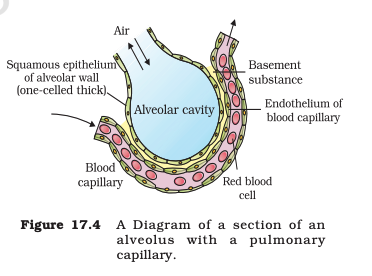 Air
Squamous epithelium
of alveolar wall
(one-celled thick)
Alveolar cavity
Basement
substance
Endothelium of
blood capillary
Blood
capillary
Red blood
cell
Figure 17.4 A Diagram of a section of an
alveolus with a pulmonary
capillary.